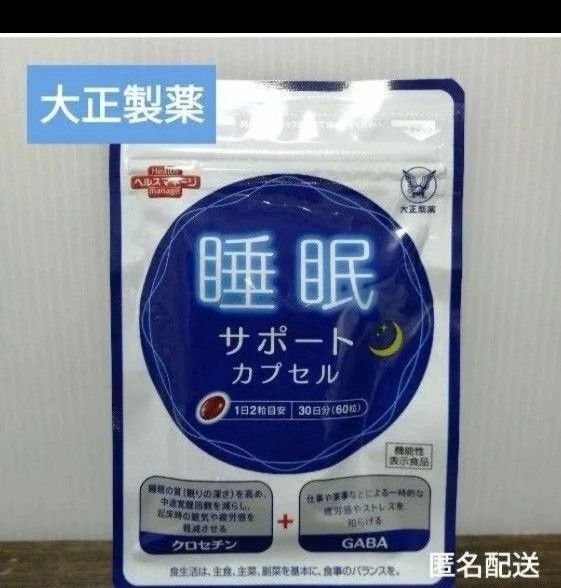 大正製薬
Health
ヘルスマネージ
manage
大正製薬
睡眠
サポート
カプセル
1日2粒目安 30日分(60粒)
機能性
表示食品
睡眠の質(眠りの深さ)を高め、
中途覚醒回数を減らし、
起床時の眠気や疲労感を
軽減させる
クロセチン
+
仕事や家事などによる一時的な
疲労感やストレスを
和らげる
GABA
食生活は、主食、主菜、副菜を基本に、食事のバランスを。
匿名配送